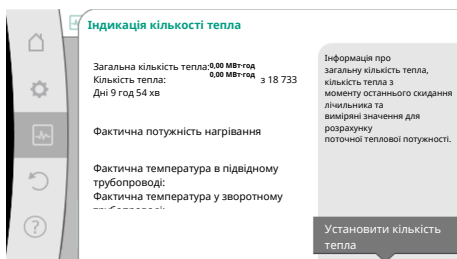 Індикація кількості тепла
Загальна кількість тепла: 0,00 МВт·год
Кількість тепла: 0,00 МВт·год з 18 733
Дні 9 год 54 хв
Фактична потужність нагрівання
Фактична температура в підвідному
трубопроводі:
Фактична температура у зворотному
Інформація про
загальну кількість тепла,
кількість тепла з
моменту останнього скидання
лічильника та
виміряні значення для
розрахунку
поточної теплової потужності.
Установити кількість
тепла